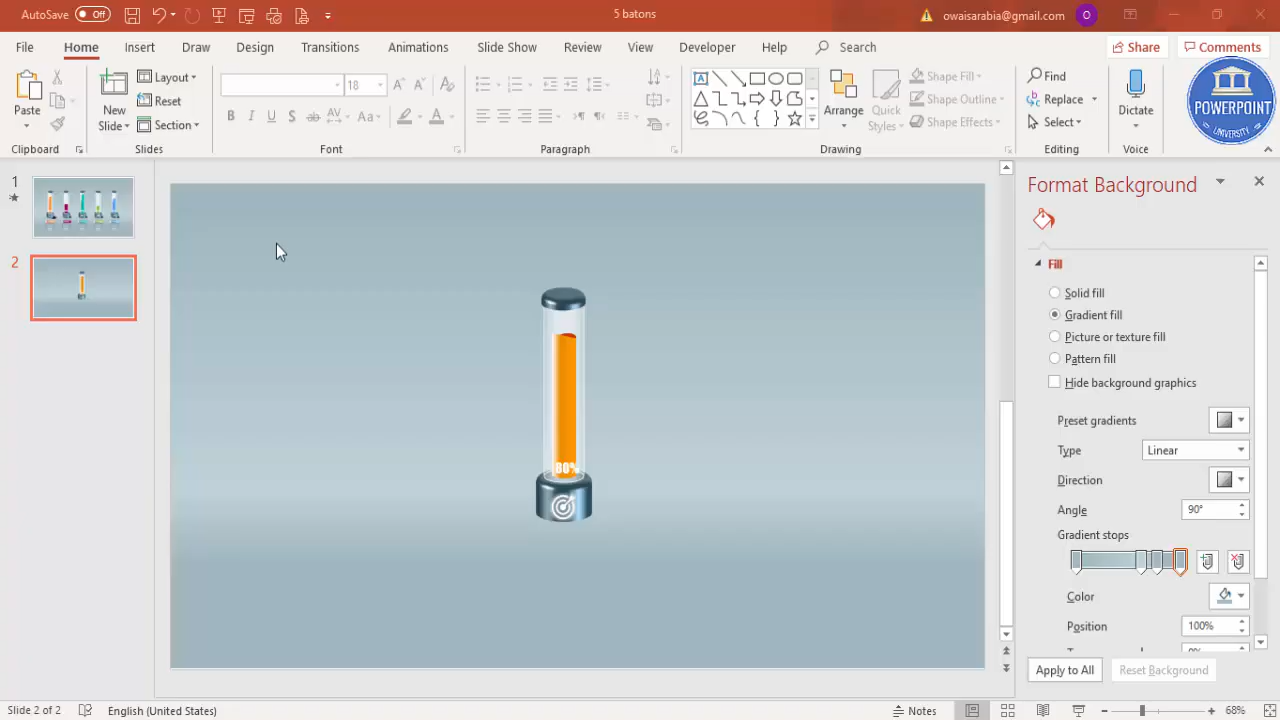 AutoSave Off 5 batons owaisarabia@gmail.com O
File Home Insert Draw Design Transitions Animations Slide Show Review View Developer Help Search Share Comments
Paste New Slide Layout Reset Section 18 B I U S ab AV Aa A Arrange Quick Styles Shape Fill Shape Outline Shape Effects Find Replace Select Dictate
POWERPOINT
UNIVERSITY
Clipboard Slides Font Paragraph Drawing Editing Voice
1
2
80%
Format Background
Fill
Solid fill
Gradient fill
Picture or texture fill
Pattern fill
Hide background graphics
Preset gradients
Type Linear
Direction
Angle 90°
Gradient stops
Color
Position 100%
Apply to All Reset Background
Slide 2 of 2 English (United States) Notes 68%